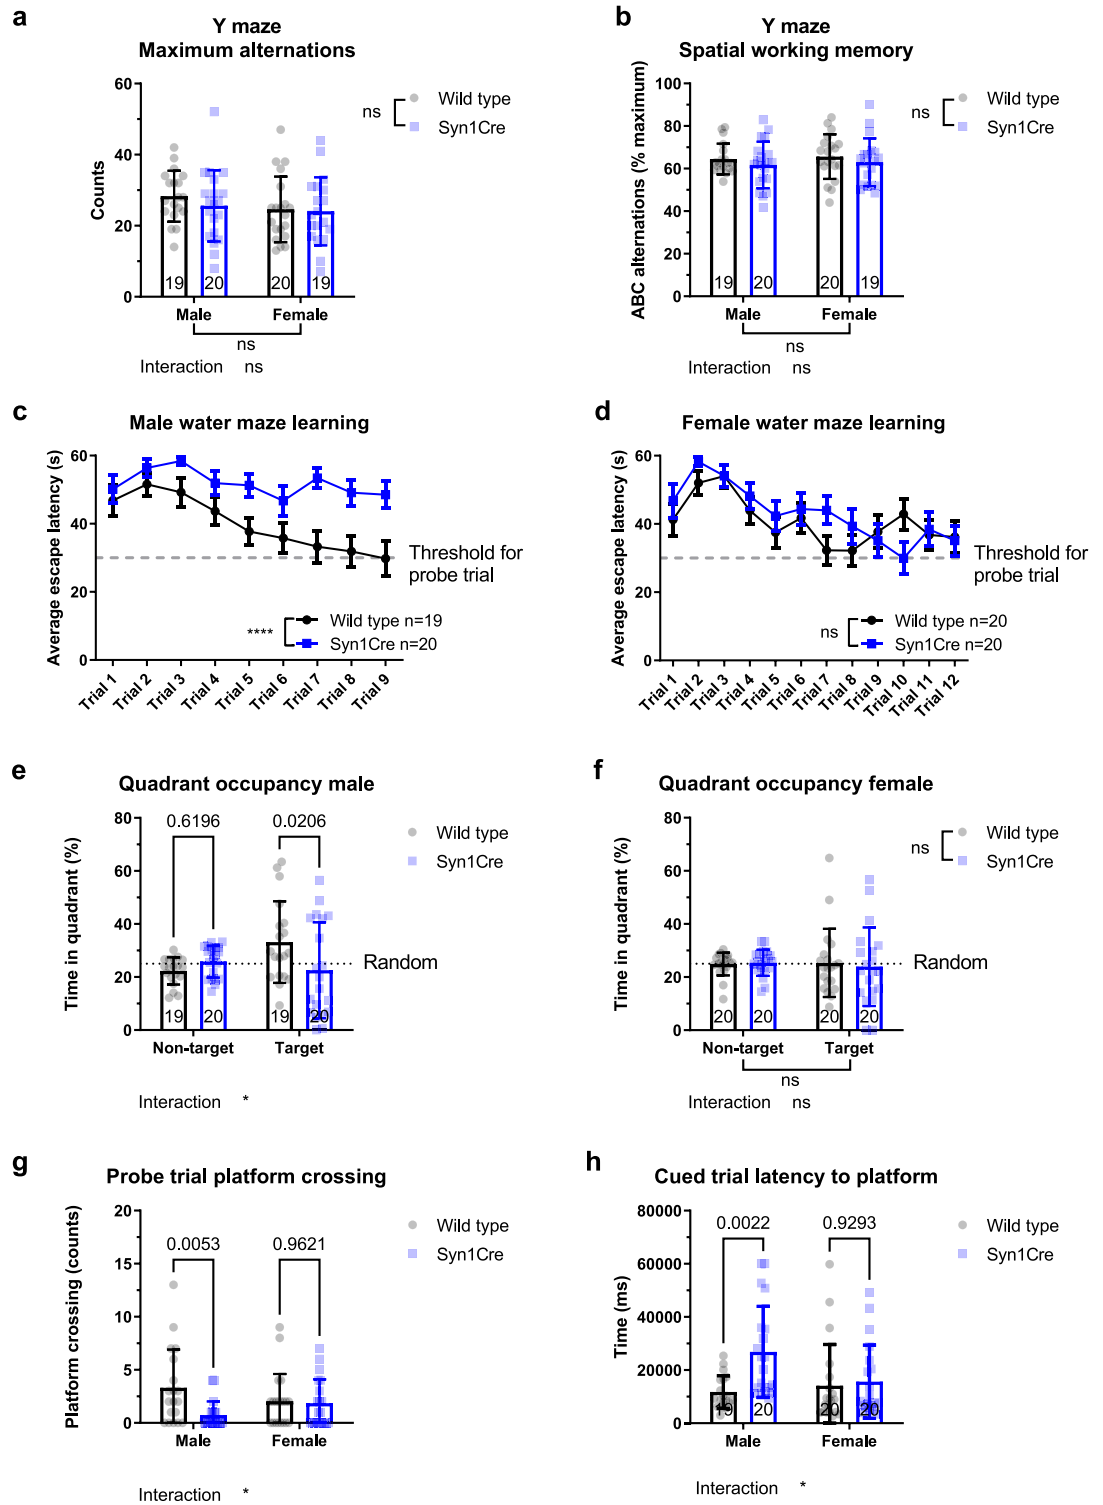 a
Y maze
Maximum alternations
Counts
60
40
20
0
19
20
20
19
Male
Female
ns
Interaction ns
ns
Wild type
Syn1Cre
b
Y maze
Spatial working memory
ABC alternations (% maximum)
100
80
60
40
20
0
19
20
20
19
Male
Female
ns
Interaction ns
ns
Wild type
Syn1Cre
c
Male water maze learning
Average escape latency (s)
60
40
20
0
Threshold for
probe trial
****
Wild type n=19
Syn1Cre n=20
Trial 1
Trial 2
Trial 3
Trial 4
Trial 5
Trial 6
Trial 7
Trial 8
Trial 9
d
Female water maze learning
Average escape latency (s)
60
40
20
0
Threshold for
probe trial
ns
Wild type n=20
Syn1Cre n=20
Trial 1
Trial 2
Trial 3
Trial 4
Trial 5
Trial 6
Trial 7
Trial 8
Trial 9
Trial 10
Trial 11
Trial 12
e
Quadrant occupancy male
Time in quadrant (%)
80
60
40
20
0
0.6196
0.0206
Wild type
Syn1Cre
Random
19
20
19
20
Non-target
Target
Interaction *
f
Quadrant occupancy female
Time in quadrant (%)
80
60
40
20
0
ns
Wild type
Syn1Cre
Random
20
20
20
20
Non-target
Target
ns
Interaction ns
g
Probe trial platform crossing
Platform crossing (counts)
20
15
10
5
0
0.0053
0.9621
Wild type
Syn1Cre
Male
Female
Interaction *
h
Cued trial latency to platform
Time (ms)
80000
60000
40000
20000
0
0.0022
0.9293
Wild type
Syn1Cre
19
20
20
20
Male
Female
Interaction *